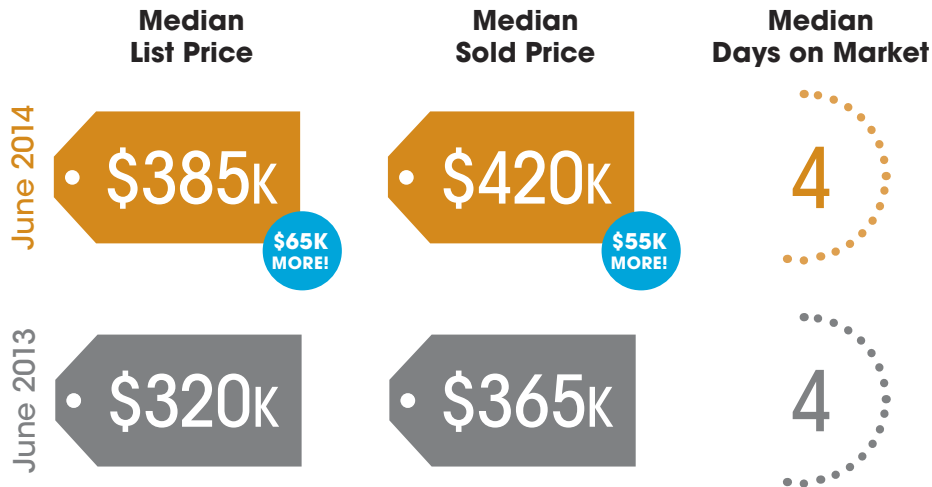 Median
List Price
Median
Sold Price
Median
Days on Market
June 2014
$385K
$65K
MORE!
$420K
$55K
MORE!
4
June 2013
$320K
$365K
4